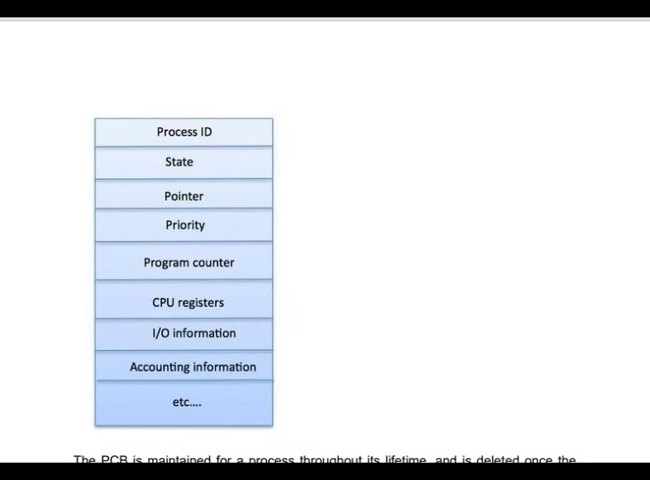 Process ID
State
Pointer
Priority
Program counter
CPU registers
I/O information
Accounting information
etc....
The PCB is maintained for a process throughout its lifetime, and is deleted once the